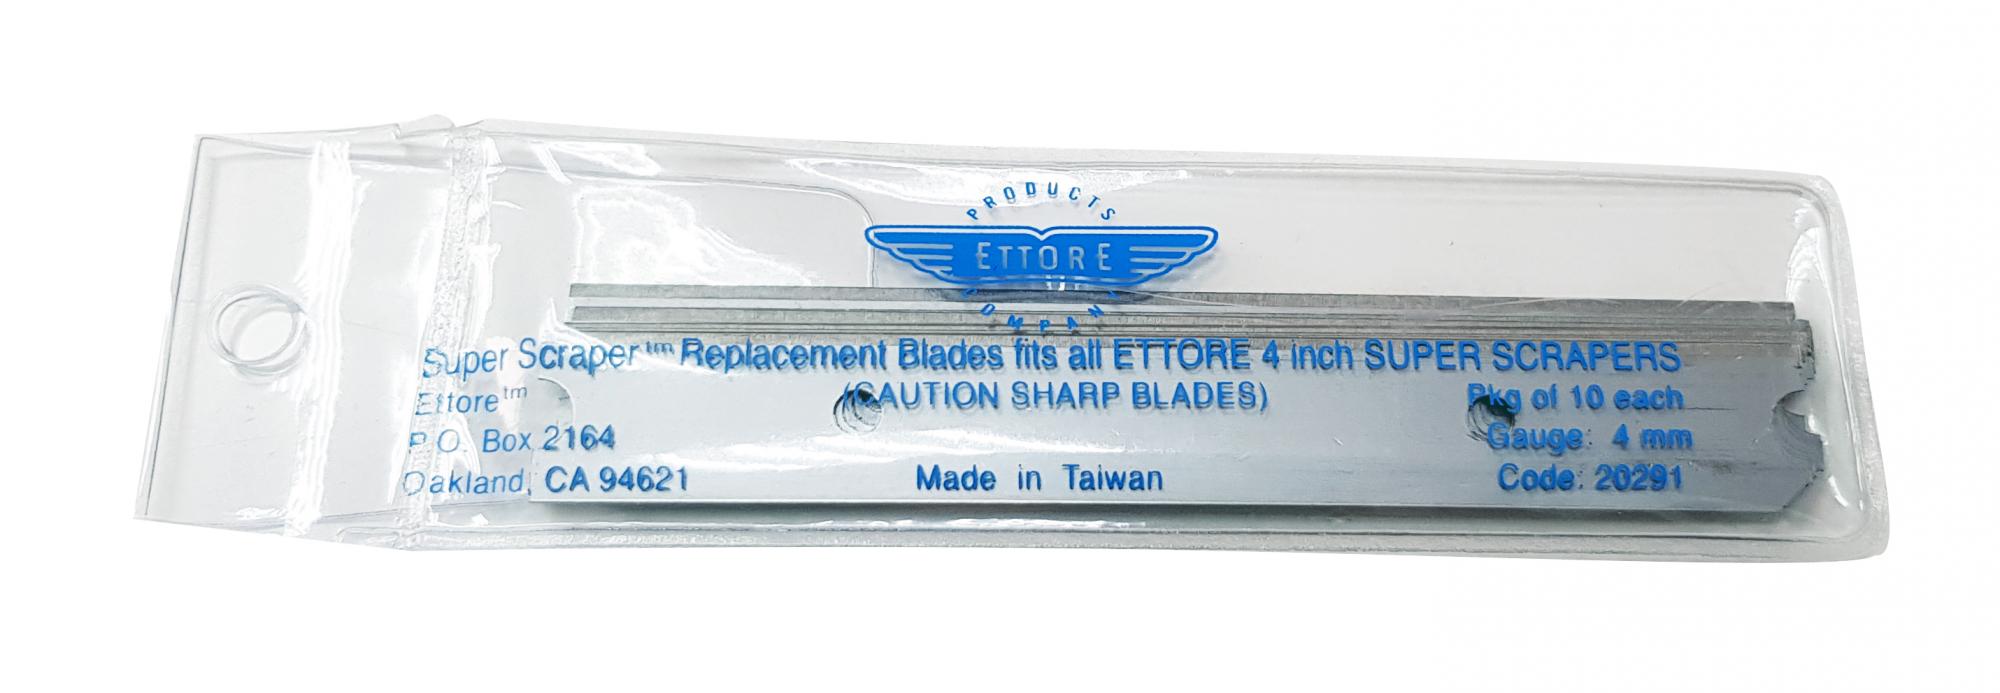 PRODUCTS
ETTORE
COMPANY
Super Scraper™ Replacement Blades fits all ETTORE 4 inch SUPER SCRAPERS
Ettore™ (CAUTION SHARP BLADES) Pkg of 10 each
P.O. Box 2164 Gauge: 4 mm
Oakland, CA 94621 Made in Taiwan Code: 20291